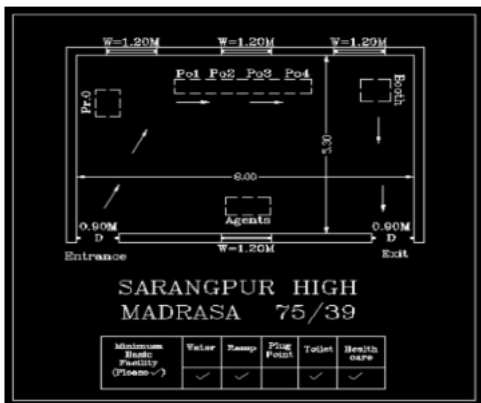 W=1.20M W=1.20M W=1.20M
Po1 Po2 Po3 Po4
Pr.O
Booth
5.30
8.00
Agents
0.90M 0.90M
D D
W=1.20M
Entrance Exit
SARANGPUR HIGH
MADRASA 75/39
Minimum Basic Facility (Please ✓) Water Ramp Plug Point Toilet Health care
✓ ✓ ✓ ✓